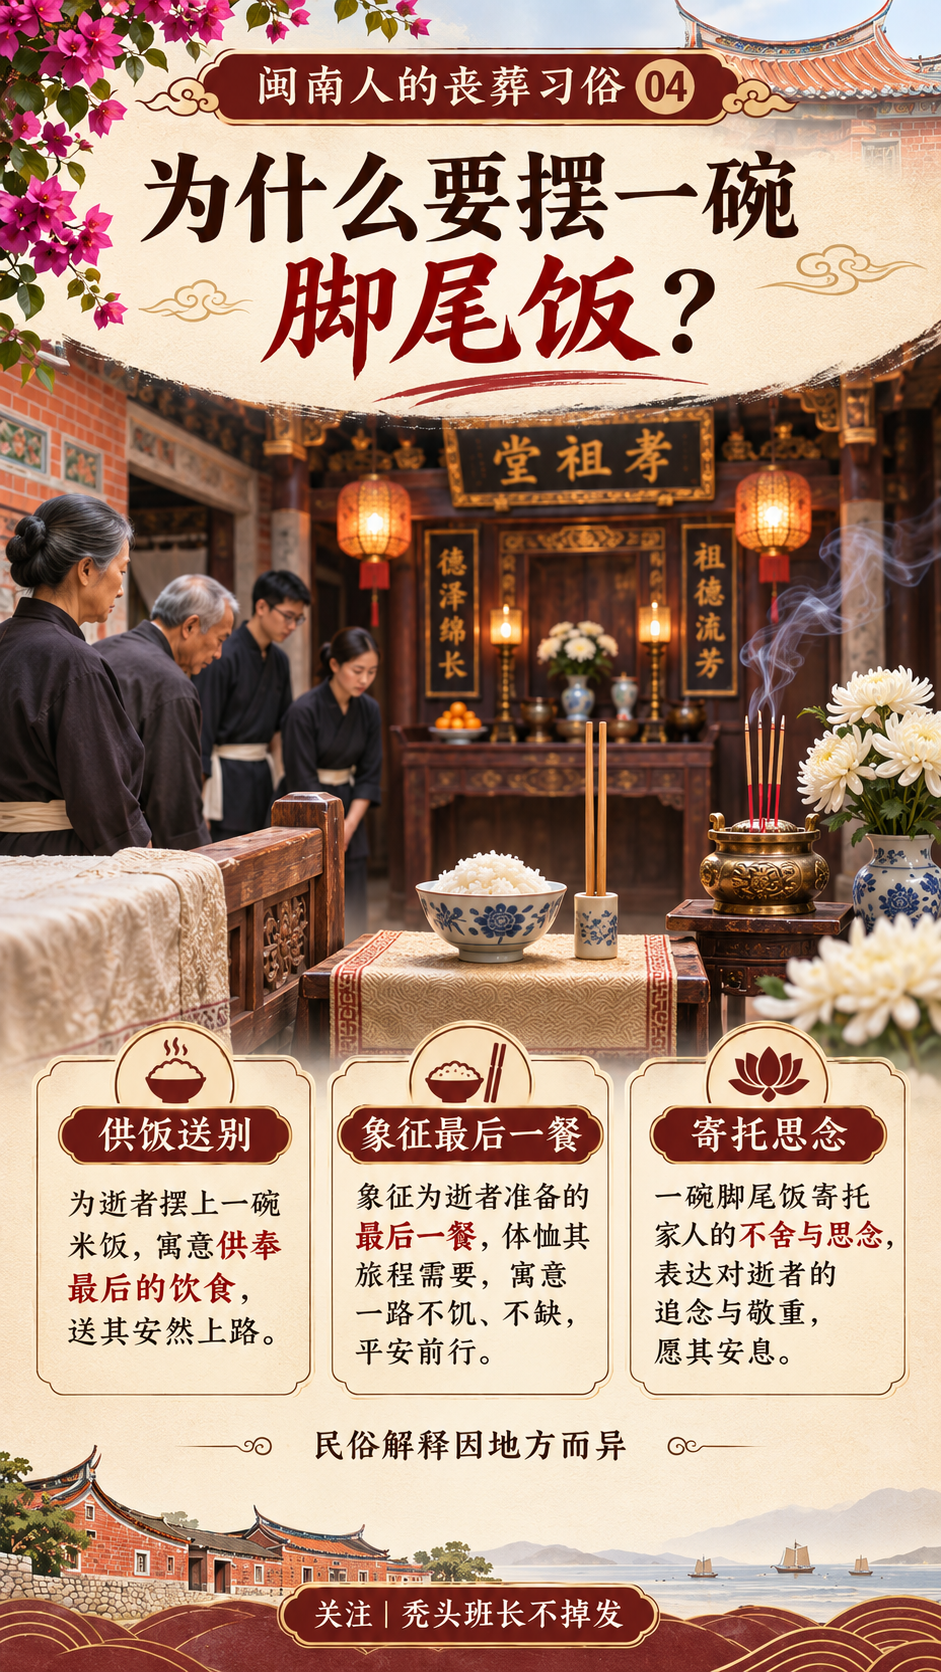 闽南人的丧葬习俗 04
为什么要摆一碗
脚尾饭?
堂祖孝
德泽绵长
祖德流芳
供饭送别
为逝者摆上一碗
米饭，寓意供奉
最后的饮食，
送其安然上路。
象征最后一餐
象征为逝者准备的
最后一餐，体恤其
旅程需要，寓意
一路不饥、不缺，
平安前行。
寄托思念
一碗脚尾饭寄托
家人的不舍与思念，
表达对逝者的
追念与敬重，
愿其安息。
民俗解释因地方而异
关注｜秃头班长不掉发